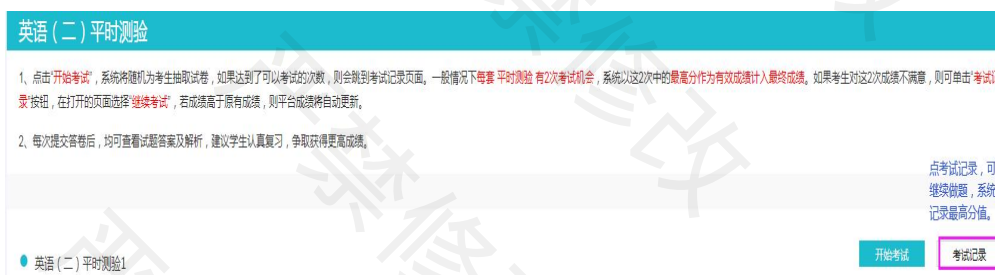 英语（二）平时测验
1、点击"开始考试"，系统将随机为考生抽取试卷，如果达到了可以考试的次数，则会跳到考试记录页面。一般情况下每套 平时测验 有2次考试机会，系统以这2次中的最高分作为有效成绩计入最终成绩。如果考生对这2次成绩不满意，则可单击"考试记
录"按钮，在打开的页面选择"继续考试"，若成绩高于原有成绩，则平台成绩将自动更新。
2、每次提交答卷后，均可查看试题答案及解析，建议学生认真复习，争取获得更高成绩。
点考试记录，可
继续做题，系统
记录最高分值。
英语（二）平时测验1
开始考试
考试记录
严禁修改
严禁修改